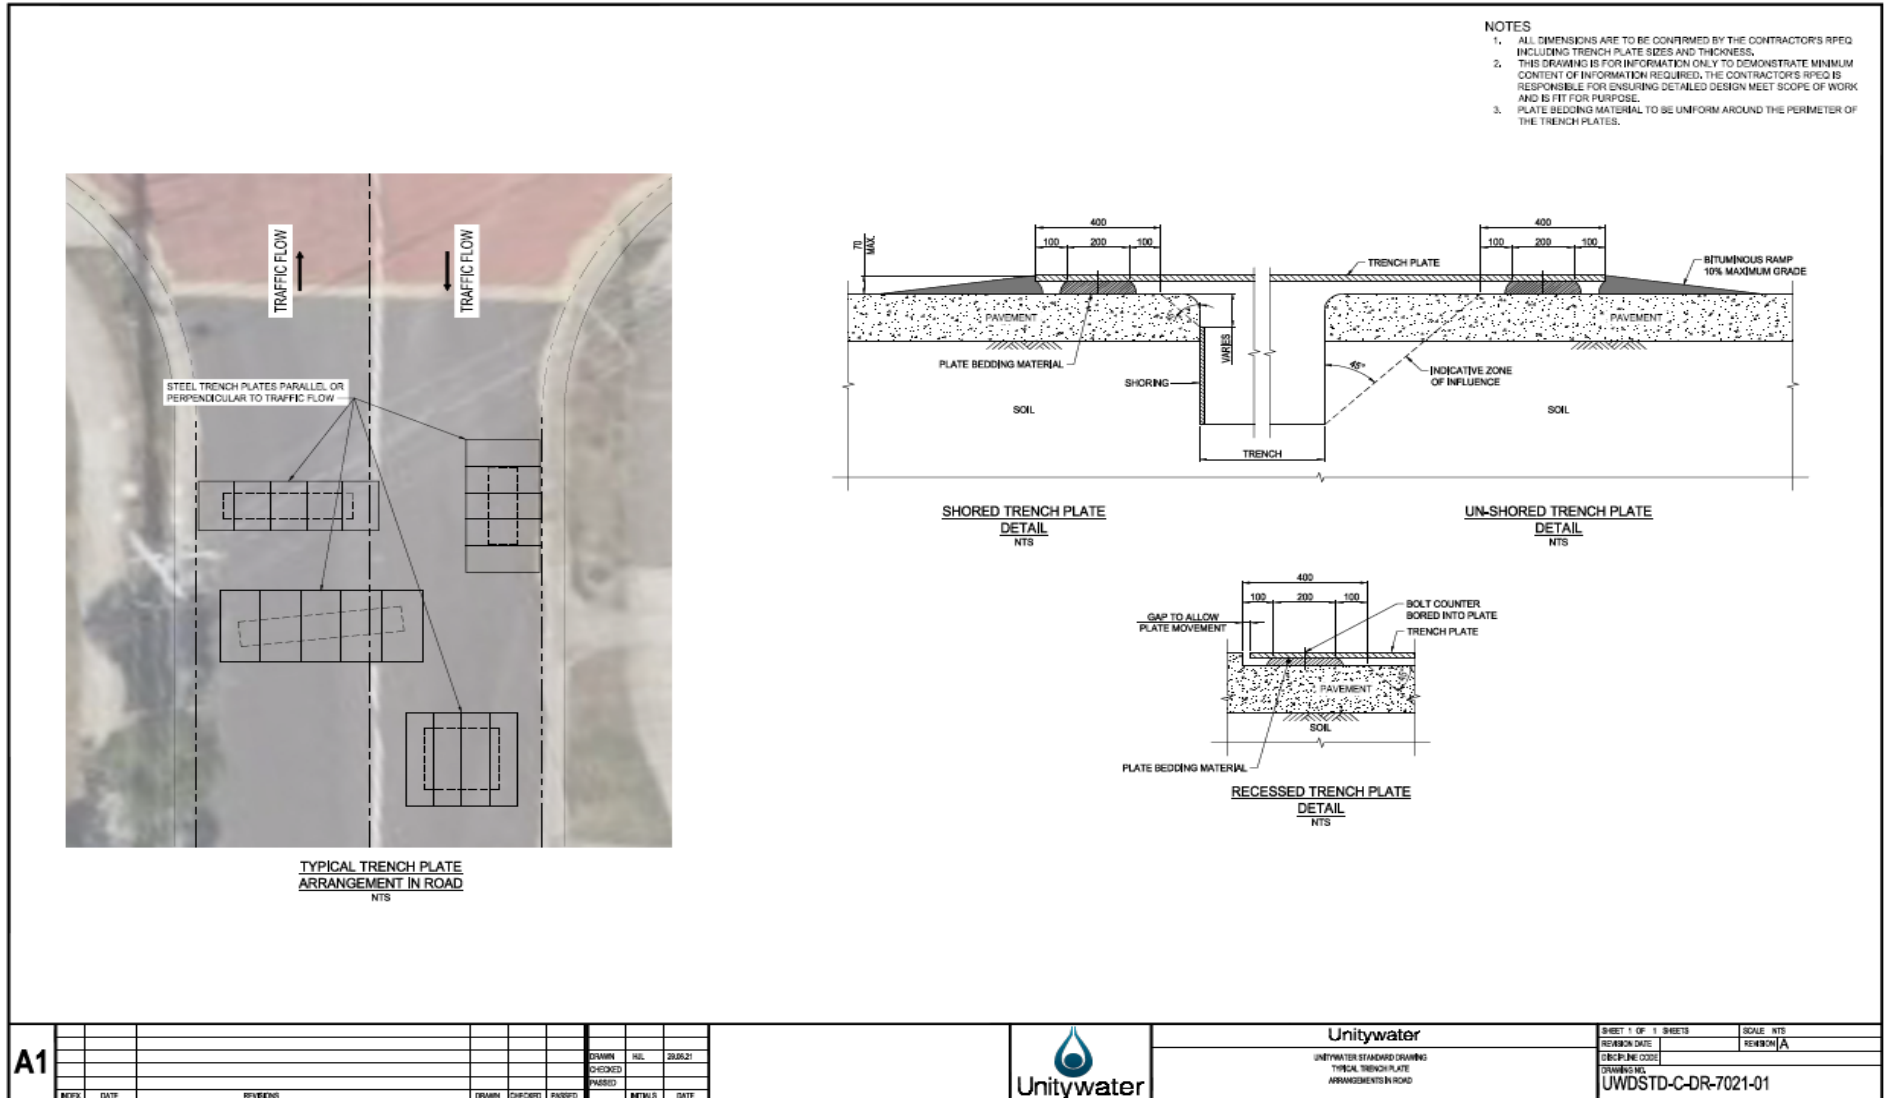 NOTES
1. ALL DIMENSIONS ARE TO BE CONFIRMED BY THE CONTRACTOR'S RPEQ
INCLUDING TRENCH PLATE SIZES AND THICKNESS.
2. THIS DRAWING IS FOR INFORMATION ONLY TO DEMONSTRATE MINIMUM
CONTENT OF INFORMATION REQUIRED. THE CONTRACTOR'S RPEQ IS
RESPONSIBLE FOR ENSURING DETAILED DESIGN MEET SCOPE OF WORK
AND IS FIT FOR PURPOSE.
3. PLATE BEDDING MATERIAL TO BE UNIFORM AROUND THE PERIMETER OF
THE TRENCH PLATES.
TRAFFIC FLOW
TRAFFIC FLOW
STEEL TRENCH PLATES PARALLEL OR
PERPENDICULAR TO TRAFFIC FLOW
TYPICAL TRENCH PLATE
ARRANGEMENT IN ROAD
NTS
400
100 200 100
70
MAX.
400
100 200 100
TRENCH PLATE
BITUMINOUS RAMP
10% MAXIMUM GRADE
PAVEMENT
PAVEMENT
VARIES
PLATE BEDDING MATERIAL
SHORING
45°
INDICATIVE ZONE
OF INFLUENCE
SOIL
SOIL
TRENCH
SHORED TRENCH PLATE
DETAIL
NTS
UN-SHORED TRENCH PLATE
DETAIL
NTS
400
100 200 100
GAP TO ALLOW
PLATE MOVEMENT
BOLT COUNTER
BORED INTO PLATE
TRENCH PLATE
PAVEMENT
SOIL
PLATE BEDDING MATERIAL
RECESSED TRENCH PLATE
DETAIL
NTS
A1
INDEX DATE REVISIONS DRAWN CHECKED PASSED
DRAWN HJL 29.06.21
CHECKED
PASSED
INITIALS DATE
Unitywater
Unitywater
UNITYWATER STANDARD DRAWING
TYPICAL TRENCH PLATE
ARRANGEMENTS IN ROAD
SHEET 1 OF 1 SHEETS SCALE NTS
REVISION DATE REVISION A
DISCIPLINE CODE
DRAWING NO.
UWDSTD-C-DR-7021-01